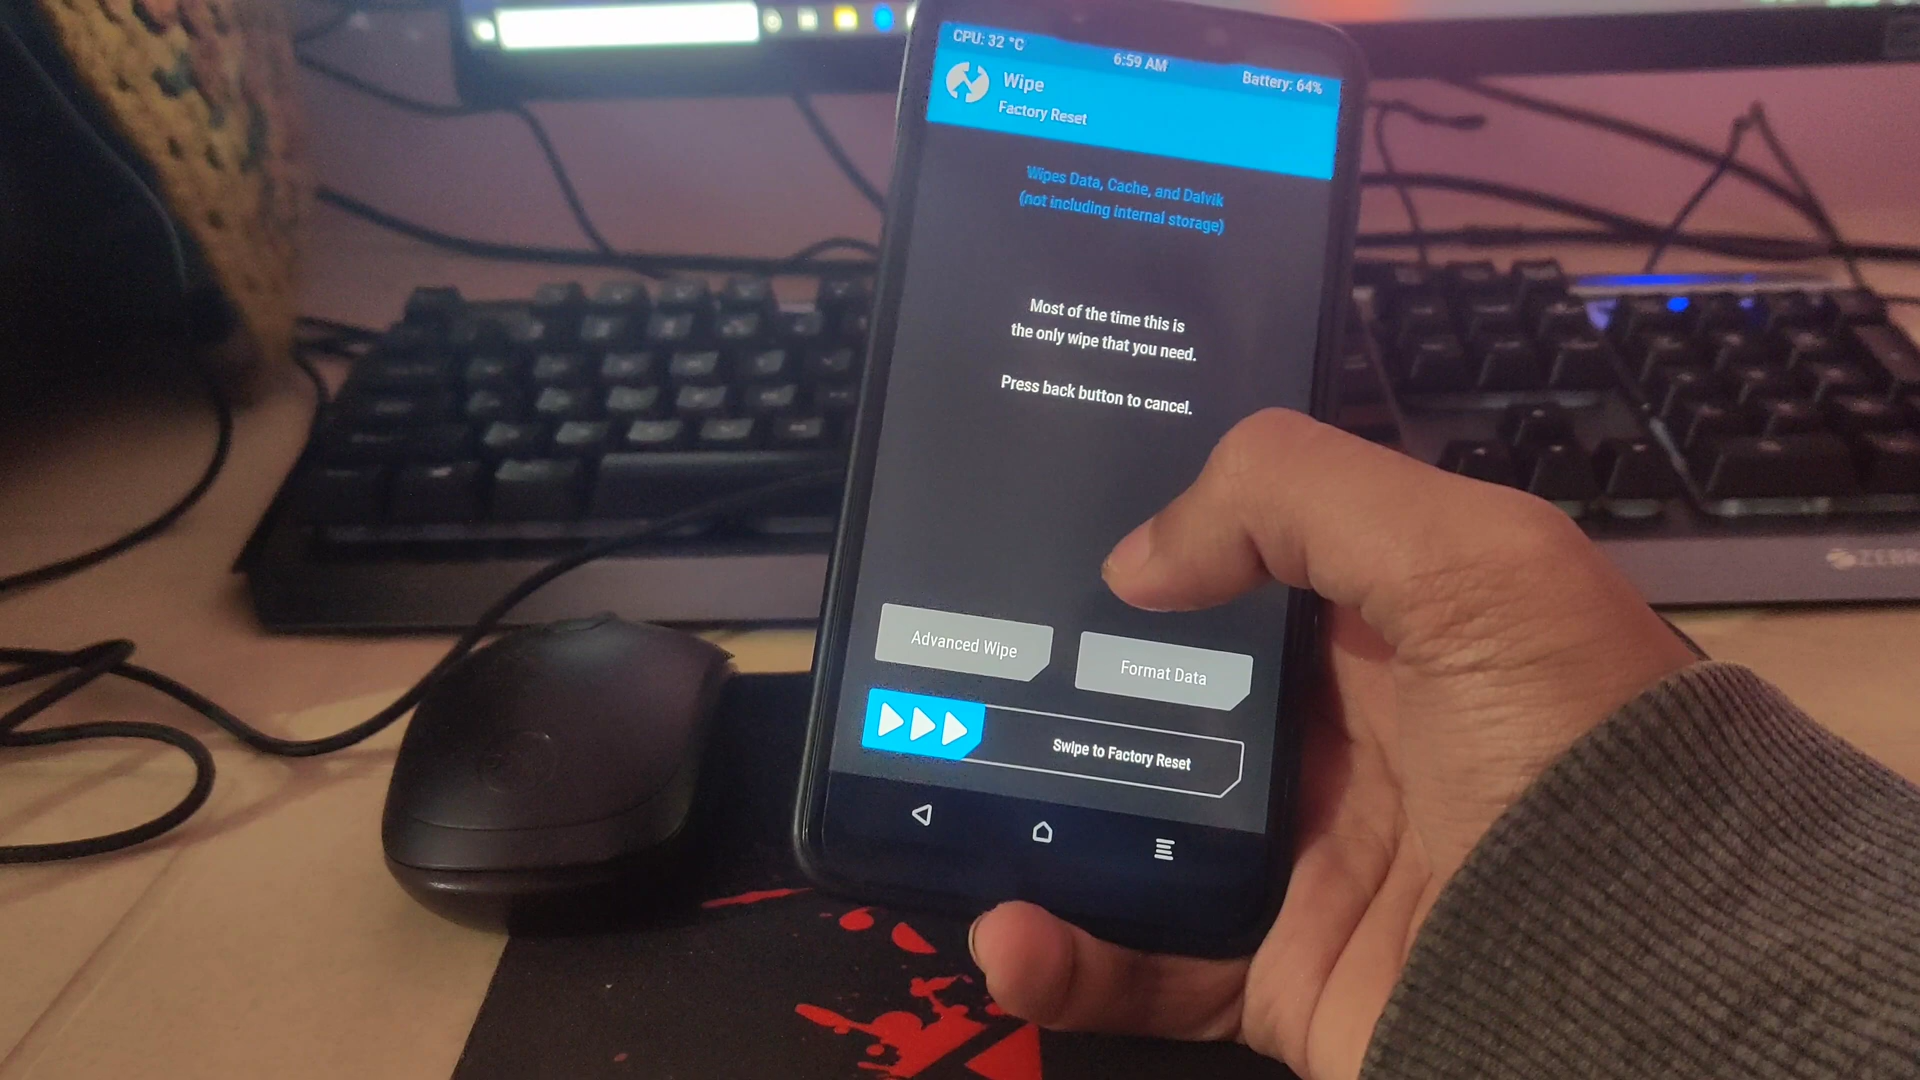 CPU: 32 °C
6:59 AM
Battery: 64%
Wipe
Factory Reset
Wipes Data, Cache, and Dalvik
(not including internal storage)
Most of the time this is
the only wipe that you need.
Press back button to cancel.
Advanced Wipe
Format Data
Swipe to Factory Reset